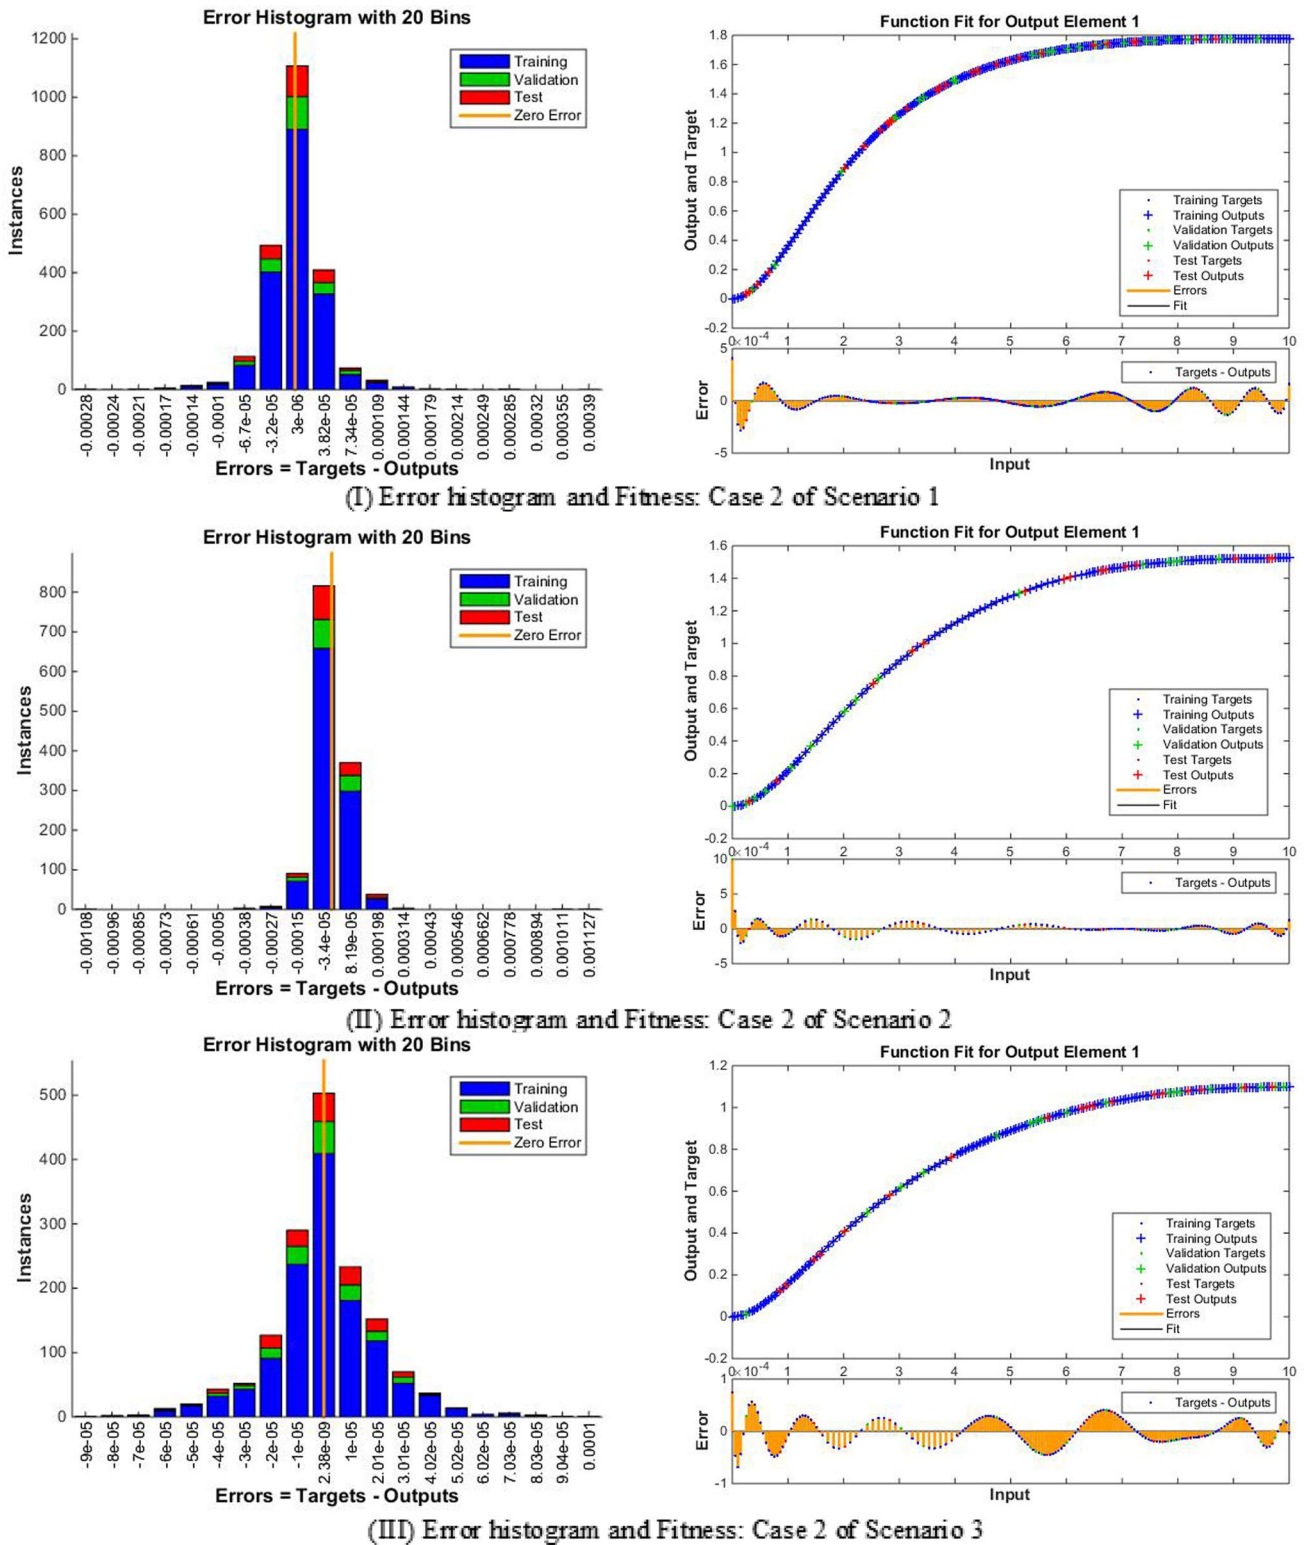 Error Histogram with 20 Bins
1200
1000
800
600
400
200
0
Instances
Training
Validation
Test
Zero Error
-0.00028
-0.00024
-0.00021
-0.00017
-0.00014
-0.0001
-6.7e-05
-3.2e-05
3e-06
3.82e-05
7.34e-05
0.000109
0.000144
0.000179
0.000214
0.000249
0.000285
0.00032
0.000355
0.00039
Errors = Targets - Outputs
Function Fit for Output Element 1
1.8
1.6
1.4
1.2
1
0.8
0.6
0.4
0.2
0
-0.2
Output and Target
Training Targets
Training Outputs
Validation Targets
Validation Outputs
Test Targets
Test Outputs
Errors
Fit
0 1 2 3 4 5 6 7 8 9 10
×10-4
5
0
-5
Error
Targets - Outputs
Input
(I) Error histogram and Fitness: Case 2 of Scenario 1
Error Histogram with 20 Bins
800
700
600
500
400
300
200
100
0
Instances
Training
Validation
Test
Zero Error
-0.00108
-0.00096
-0.00085
-0.00073
-0.00061
-0.0005
-0.00038
-0.00027
-0.00015
-3.4e-05
8.19e-05
0.000198
0.000314
0.00043
0.000546
0.000662
0.000778
0.000894
0.001011
0.001127
Errors = Targets - Outputs
Function Fit for Output Element 1
1.6
1.4
1.2
1
0.8
0.6
0.4
0.2
0
-0.2
Output and Target
Training Targets
Training Outputs
Validation Targets
Validation Outputs
Test Targets
Test Outputs
Errors
Fit
0 1 2 3 4 5 6 7 8 9 10
×10-4
10
5
0
-5
Error
Targets - Outputs
Input
(II) Error histogram and Fitness: Case 2 of Scenario 2
Error Histogram with 20 Bins
500
400
300
200
100
0
Instances
Training
Validation
Test
Zero Error
-9e-05
-8e-05
-7e-05
-6e-05
-5e-05
-4e-05
-3e-05
-2e-05
-1e-05
2.38e-09
1e-05
2.01e-05
3.01e-05
4.02e-05
5.02e-05
6.02e-05
7.03e-05
8.03e-05
9.04e-05
0.0001
Errors = Targets - Outputs
Function Fit for Output Element 1
1.2
1
0.8
0.6
0.4
0.2
0
-0.2
Output and Target
Training Targets
Training Outputs
Validation Targets
Validation Outputs
Test Targets
Test Outputs
Errors
Fit
0 1 2 3 4 5 6 7 8 9 10
×10-4
1
0
-1
Error
Targets - Outputs
Input
(III) Error histogram and Fitness: Case 2 of Scenario 3